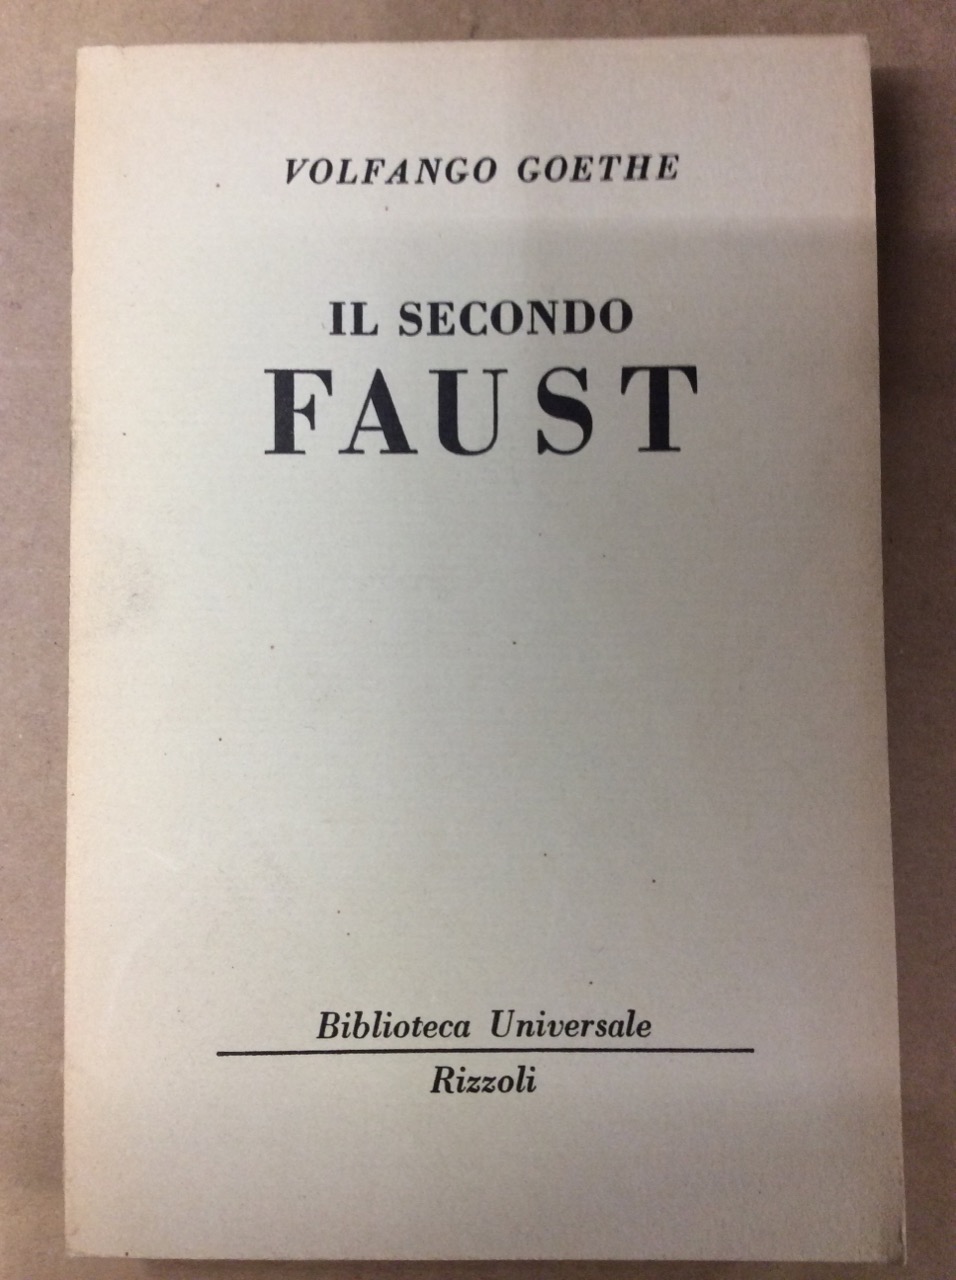 VOLFANGO GOETHE
IL SECONDO
FAUST
Biblioteca Universale
Rizzoli